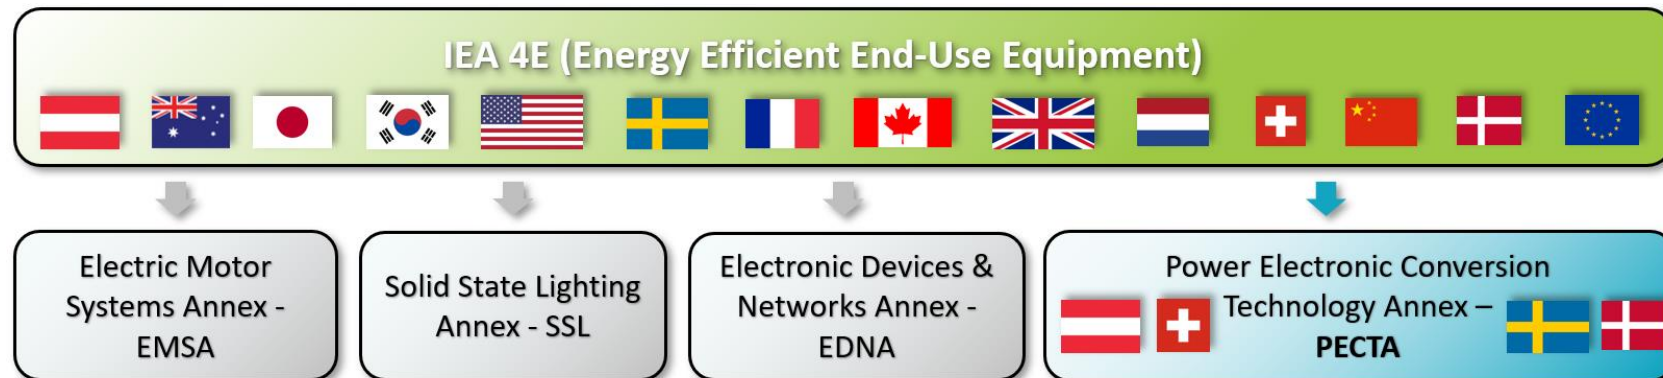 IEA 4E (Energy Efficient End-Use Equipment)
Electric Motor
Systems Annex -
EMSA
Solid State Lighting
Annex - SSL
Electronic Devices &
Networks Annex -
EDNA
Power Electronic Conversion
Technology Annex –
PECTA